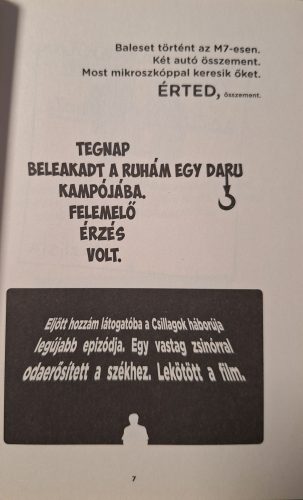 Baleset történt az M7-esen.
Két autó összement.
Most mikroszkóppal keresik őket.
ÉRTED, összement.
TEGNAP
BELEAKADT A RUHÁM EGY DARU
KAMPÓJÁBA.
FELEMELŐ
ÉRZÉS
VOLT.
Eljött hozzám látogatóba a Csillagok háborúja
legújabb epizódja. Egy vastag zsinórral
odaerősített a székhez. Lekötött a film.
7